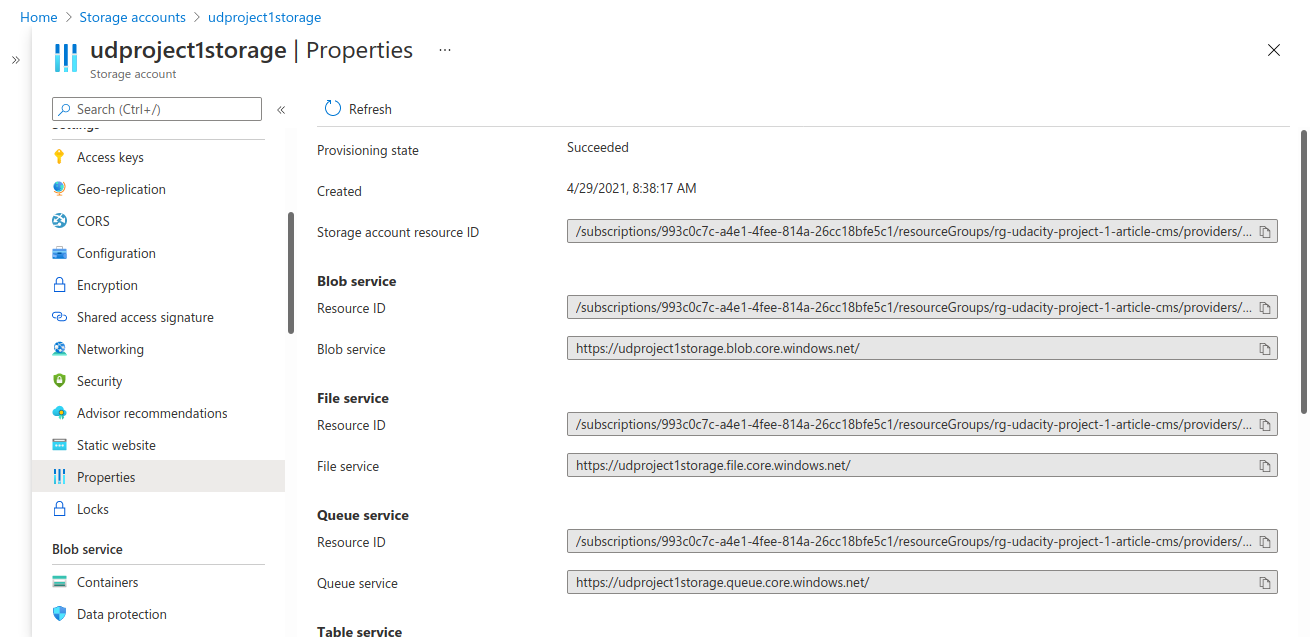 Home > Storage accounts > udproject1storage
»
udproject1storage | Properties ...
Storage account
Search (Ctrl+/)
«
Settings
Access keys
Geo-replication
CORS
Configuration
Encryption
Shared access signature
Networking
Security
Advisor recommendations
Static website
Properties
Locks
Blob service
Containers
Data protection
Refresh
Provisioning state Succeeded
Created 4/29/2021, 8:38:17 AM
Storage account resource ID /subscriptions/993c0c7c-a4e1-4fee-814a-26cc18bfe5c1/resourceGroups/rg-udacity-project-1-article-cms/providers/...
Blob service
Resource ID /subscriptions/993c0c7c-a4e1-4fee-814a-26cc18bfe5c1/resourceGroups/rg-udacity-project-1-article-cms/providers/...
Blob service https://udproject1storage.blob.core.windows.net/
File service
Resource ID /subscriptions/993c0c7c-a4e1-4fee-814a-26cc18bfe5c1/resourceGroups/rg-udacity-project-1-article-cms/providers/...
File service https://udproject1storage.file.core.windows.net/
Queue service
Resource ID /subscriptions/993c0c7c-a4e1-4fee-814a-26cc18bfe5c1/resourceGroups/rg-udacity-project-1-article-cms/providers/...
Queue service https://udproject1storage.queue.core.windows.net/
Table service